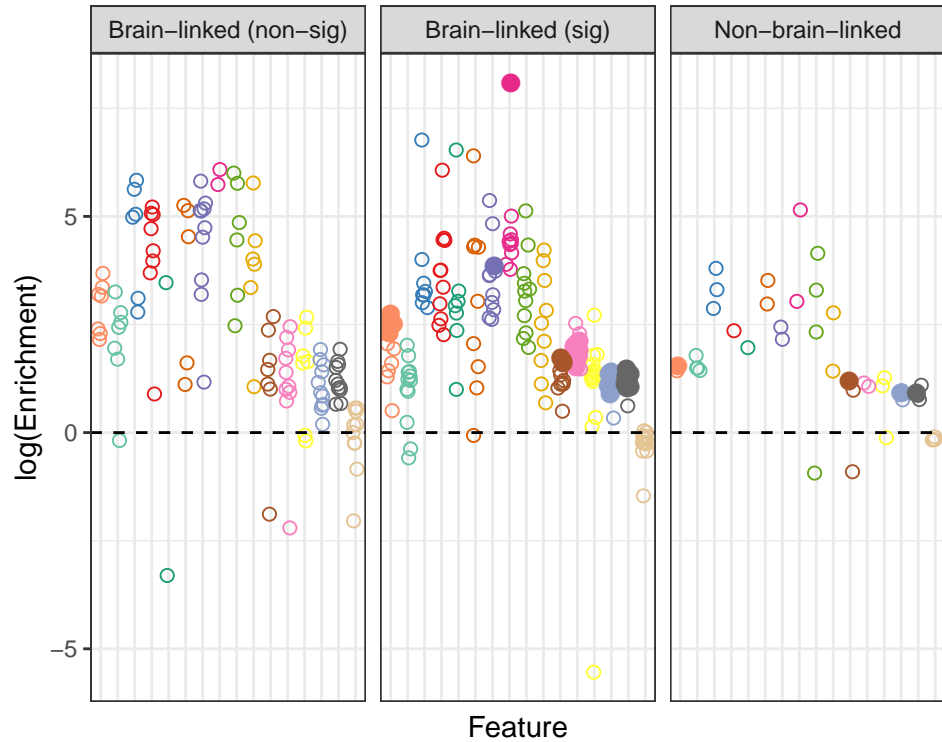 Brain−linked (non−sig)
Brain−linked (sig)
Non−brain−linked
log(Enrichment)
5
0
−5
Feature